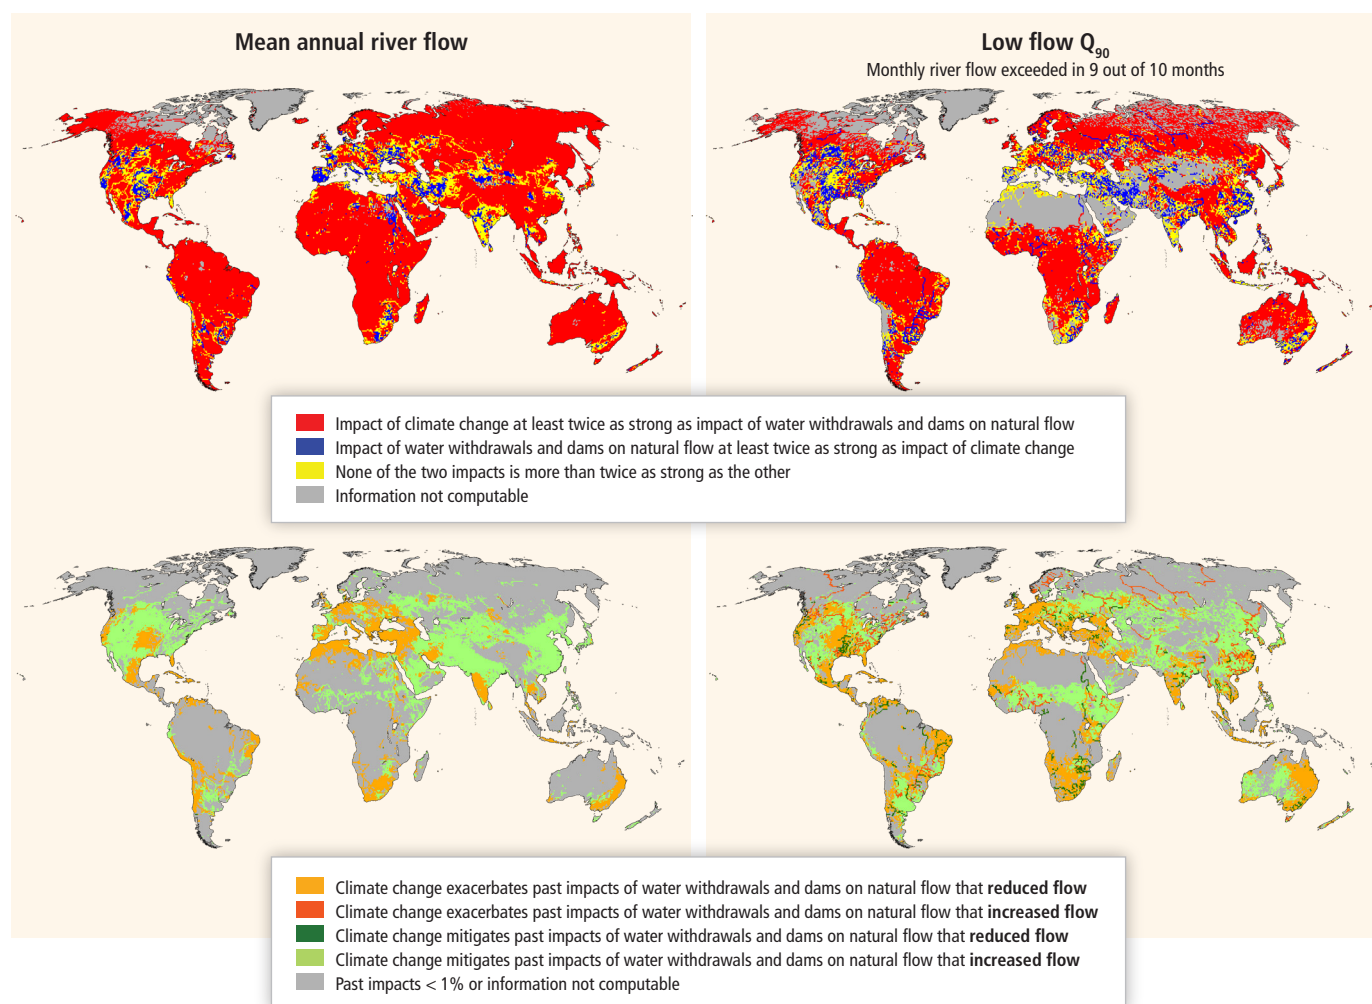 Mean annual river flow
Low flow Q90
Monthly river flow exceeded in 9 out of 10 months
Impact of climate change at least twice as strong as impact of water withdrawals and dams on natural flow
Impact of water withdrawals and dams on natural flow at least twice as strong as impact of climate change
None of the two impacts is more than twice as strong as the other
Information not computable
Climate change exacerbates past impacts of water withdrawals and dams on natural flow that reduced flow
Climate change exacerbates past impacts of water withdrawals and dams on natural flow that increased flow
Climate change mitigates past impacts of water withdrawals and dams on natural flow that reduced flow
Climate change mitigates past impacts of water withdrawals and dams on natural flow that increased flow
Past impacts < 1% or information not computable